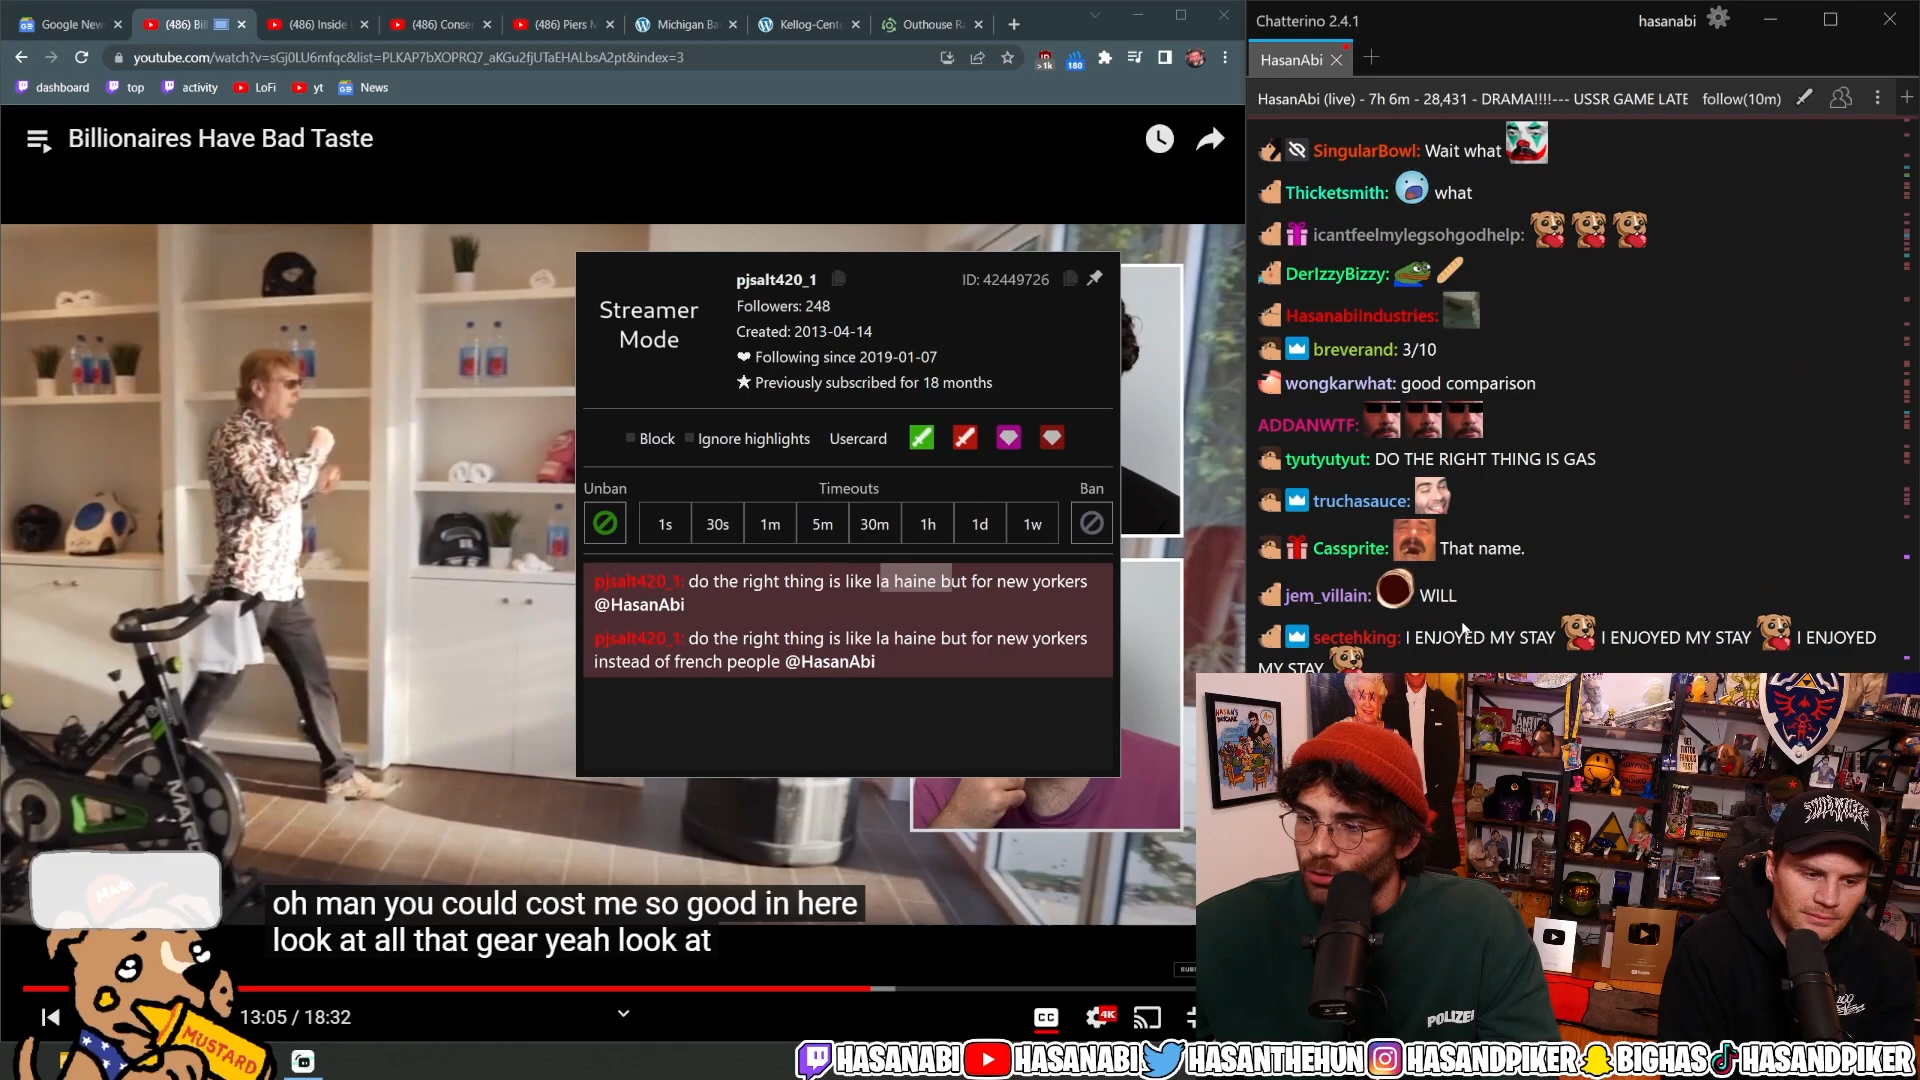 Google New
(486) Bil
(486) Inside
(486) Conser
(486) Piers M
Michigan Ba
Kellog-Cent
Outhouse R
youtube.com/watch?v=sGj0LU6mfqc&list=PLKAP7bXOPRQ7_aKGu2fjUTaEHALbsA2pt&index=3
>1k
180
dashboard
top
activity
LoFi
yt
News
Billionaires Have Bad Taste
Streamer
Mode
pjsalt420_1
ID: 42449726
Followers: 248
Created: 2013-04-14
Following since 2019-01-07
Previously subscribed for 18 months
Block
Ignore highlights
Usercard
Unban
Timeouts
Ban
1s 30s 1m 5m 30m 1h 1d 1w
pjsalt420_1: do the right thing is like la haine but for new yorkers
@HasanAbi
pjsalt420_1: do the right thing is like la haine but for new yorkers
instead of french people @HasanAbi
oh man you could cost me so good in here
look at all that gear yeah look at
MUSTARD
13:05 / 18:32
CC
4K
Chatterino 2.4.1
hasanabi
HasanAbi
HasanAbi (live) - 7h 6m - 28,431 - DRAMA!!!!--- USSR GAME LATE
follow(10m)
SingularBowl: Wait what
Thicketsmith: what
icantfeelmylegsohgodhelp:
DerIzzyBizzy:
HasanabiIndustries:
breverand: 3/10
wongkarwhat: good comparison
ADDANWTF:
tyutyutyut: DO THE RIGHT THING IS GAS
truchasauce:
Cassprite: That name.
jem_villain: WILL
sectehking: I ENJOYED MY STAY I ENJOYED MY STAY I ENJOYED
MY STAY
POLIZEI
HASANABI HASANABI HASANTHEHUN HASANDPIKER BIGHAS HASANDPIKER